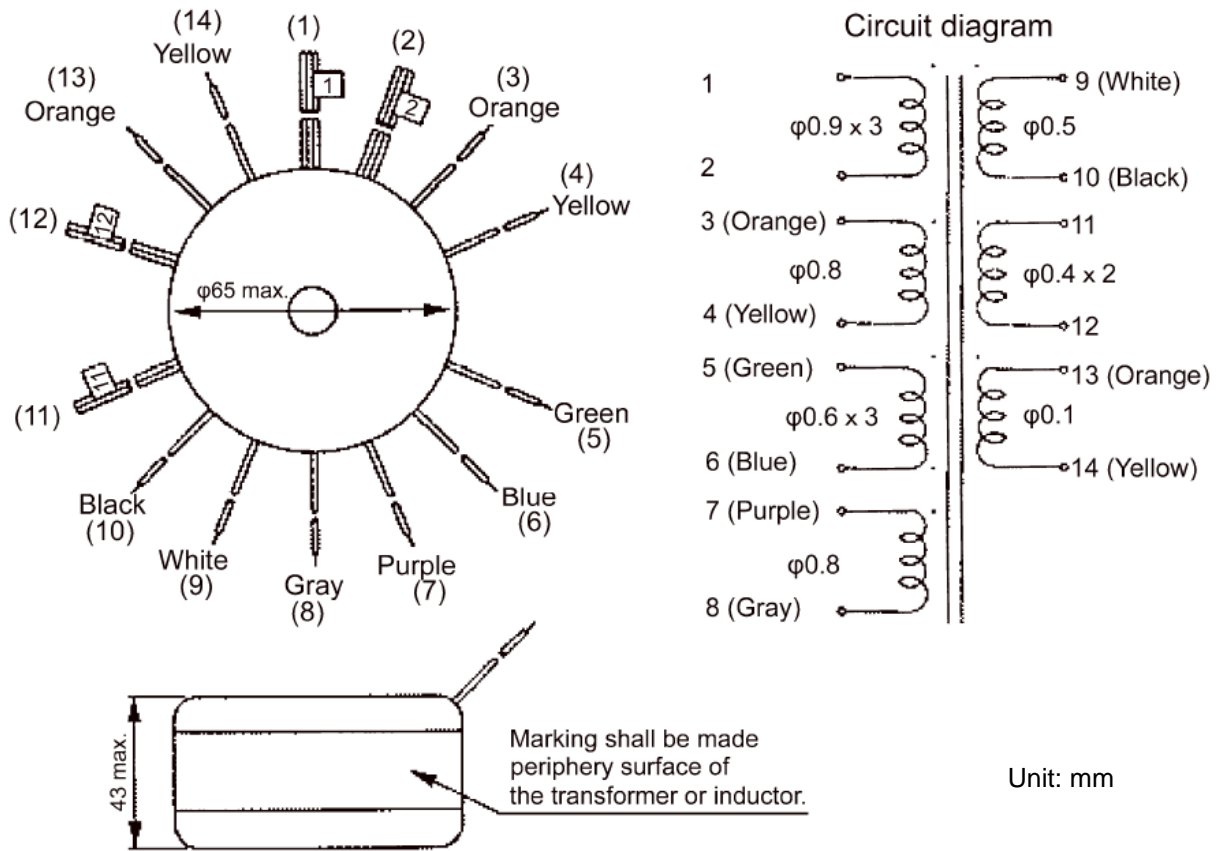 (14)
Yellow
(1)
(2)
(13)
Orange
(3)
Orange
1
2
(4)
Yellow
(12)
12
φ65 max.
(11)
11
Green
(5)
Black
(10)
Blue
(6)
White
(9)
Gray
(8)
Purple
(7)
Circuit diagram
1
φ0.9 x 3
2
9 (White)
φ0.5
10 (Black)
3 (Orange)
φ0.8
4 (Yellow)
11
φ0.4 x 2
12
5 (Green)
φ0.6 x 3
6 (Blue)
13 (Orange)
φ0.1
14 (Yellow)
7 (Purple)
φ0.8
8 (Gray)
43 max.
Marking shall be made
periphery surface of
the transformer or inductor.
Unit: mm